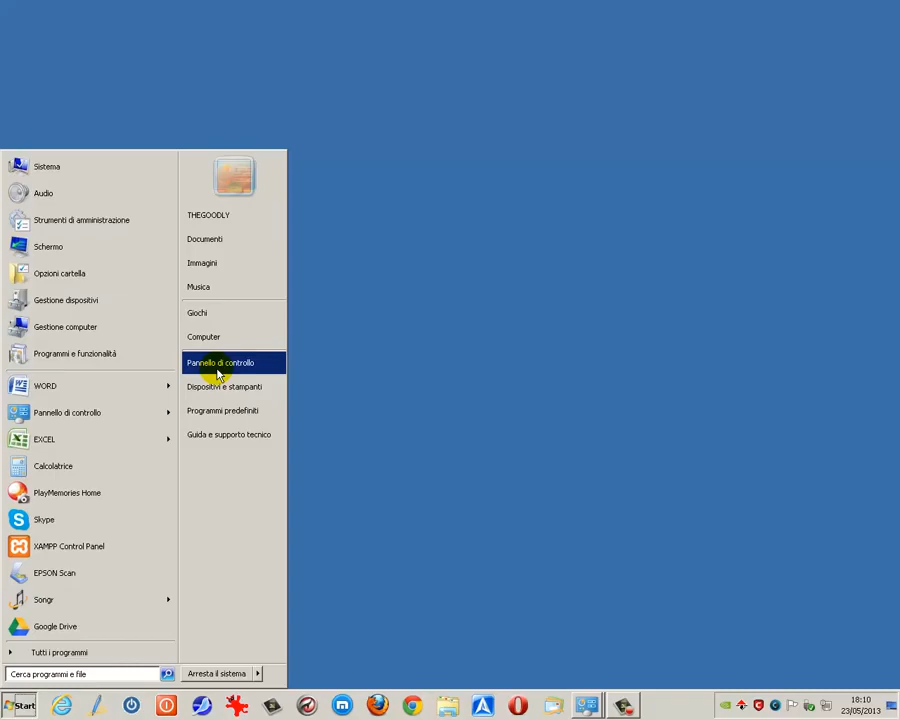 Sistema
Audio
Strumenti di amministrazione
Schermo
Opzioni cartella
Gestione dispositivi
Gestione computer
Programmi e funzionalità
WORD
Pannello di controllo
EXCEL
Calcolatrice
PlayMemories Home
Skype
XAMPP Control Panel
EPSON Scan
Songr
Google Drive
Tutti i programmi
Cerca programmi e file
THEGOODLY
Documenti
Immagini
Musica
Giochi
Computer
Pannello di controllo
Dispositivi e stampanti
Programmi predefiniti
Guida e supporto tecnico
Arresta il sistema
Start
18:10
23/05/2013